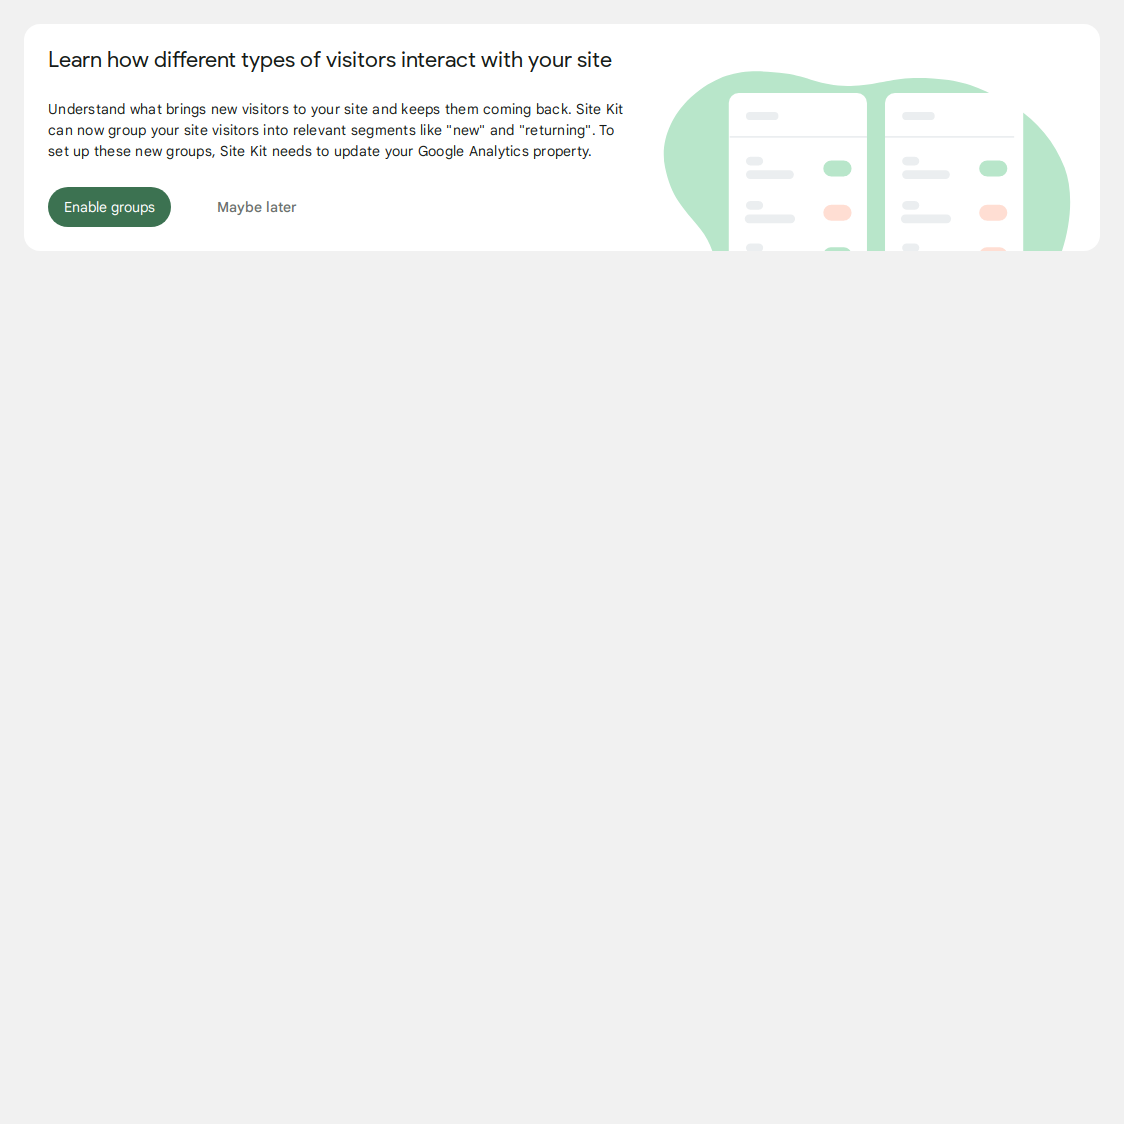 Learn how different types of visitors interact with your site
Understand what brings new visitors to your site and keeps them coming back. Site Kit
can now group your site visitors into relevant segments like "new" and "returning". To
set up these new groups, Site Kit needs to update your Google Analytics property.
Enable groups
Maybe later